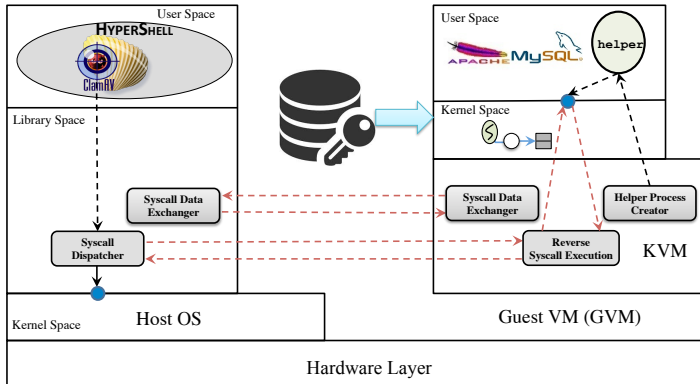 User Space
HYPERSHELL
ClamAV
Library Space
Syscall Data
Exchanger
Syscall
Dispatcher
Kernel Space
Host OS
User Space
APACHE
MySQL
helper
Kernel Space
Syscall Data
Exchanger
Helper Process
Creator
Reverse
Syscall Execution
KVM
Guest VM (GVM)
Hardware Layer